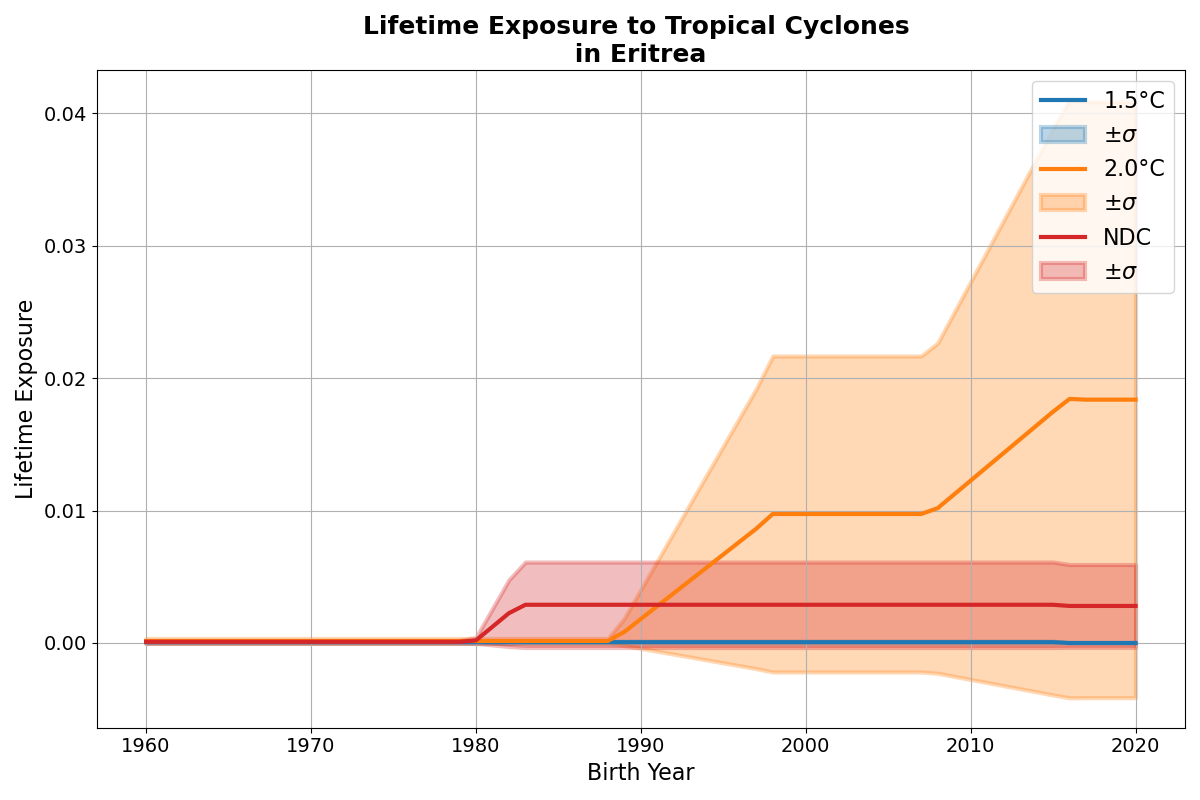 Lifetime Exposure to Tropical Cyclones
in Eritrea
0.04
0.03
0.02
0.01
0.00
Lifetime Exposure
1960
1970
1980
1990
2000
2010
2020
Birth Year
1.5°C
±σ
2.0°C
±σ
NDC
±σ